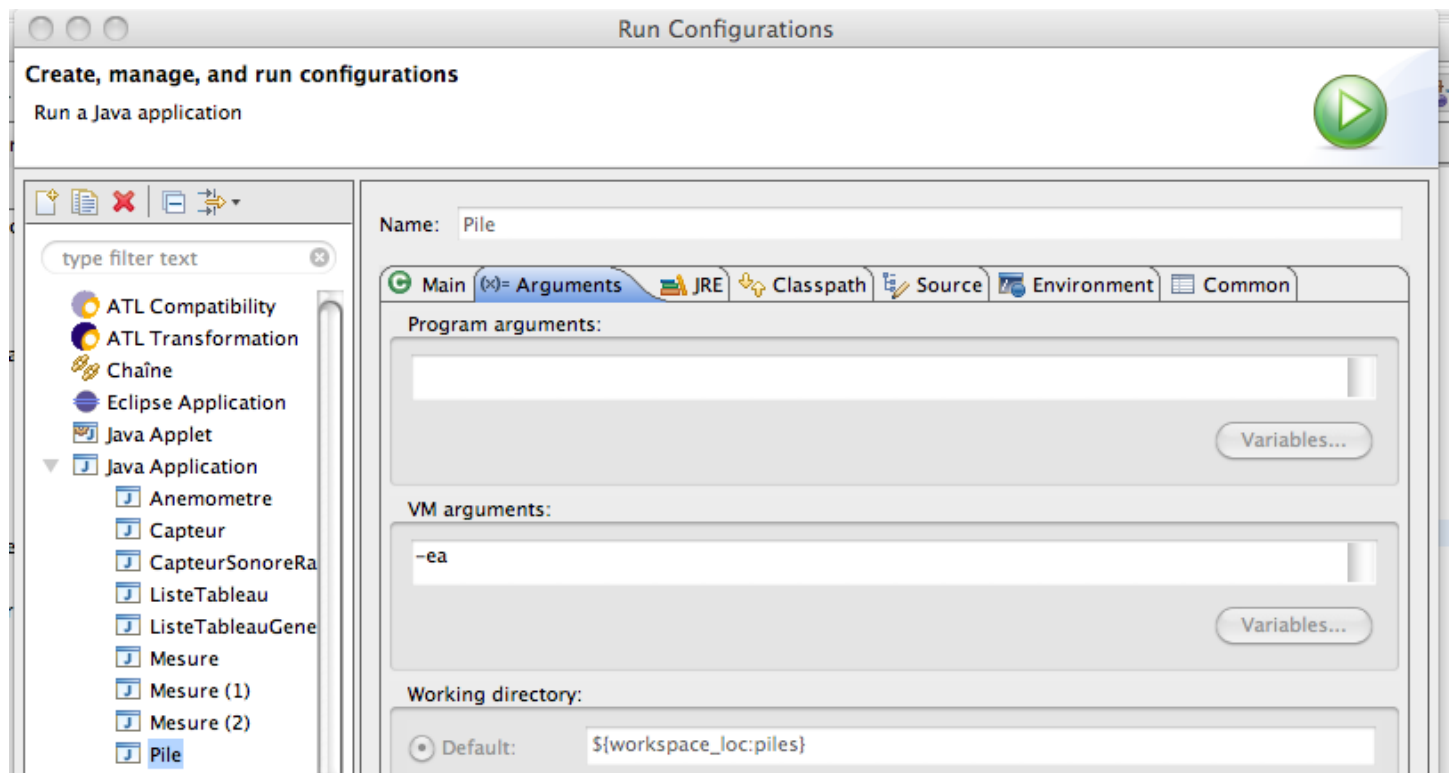 Run Configurations
Create, manage, and run configurations
Run a Java application
type filter text
ATL Compatibility
ATL Transformation
Chaîne
Eclipse Application
Java Applet
Java Application
Anemometre
Capteur
CapteurSonoreRa
ListeTableau
ListeTableauGene
Mesure
Mesure (1)
Mesure (2)
Pile
Name: Pile
Main (x)= Arguments JRE Classpath Source Environment Common
Program arguments:
Variables...
VM arguments:
-ea
Variables...
Working directory:
Default: ${workspace_loc:piles}